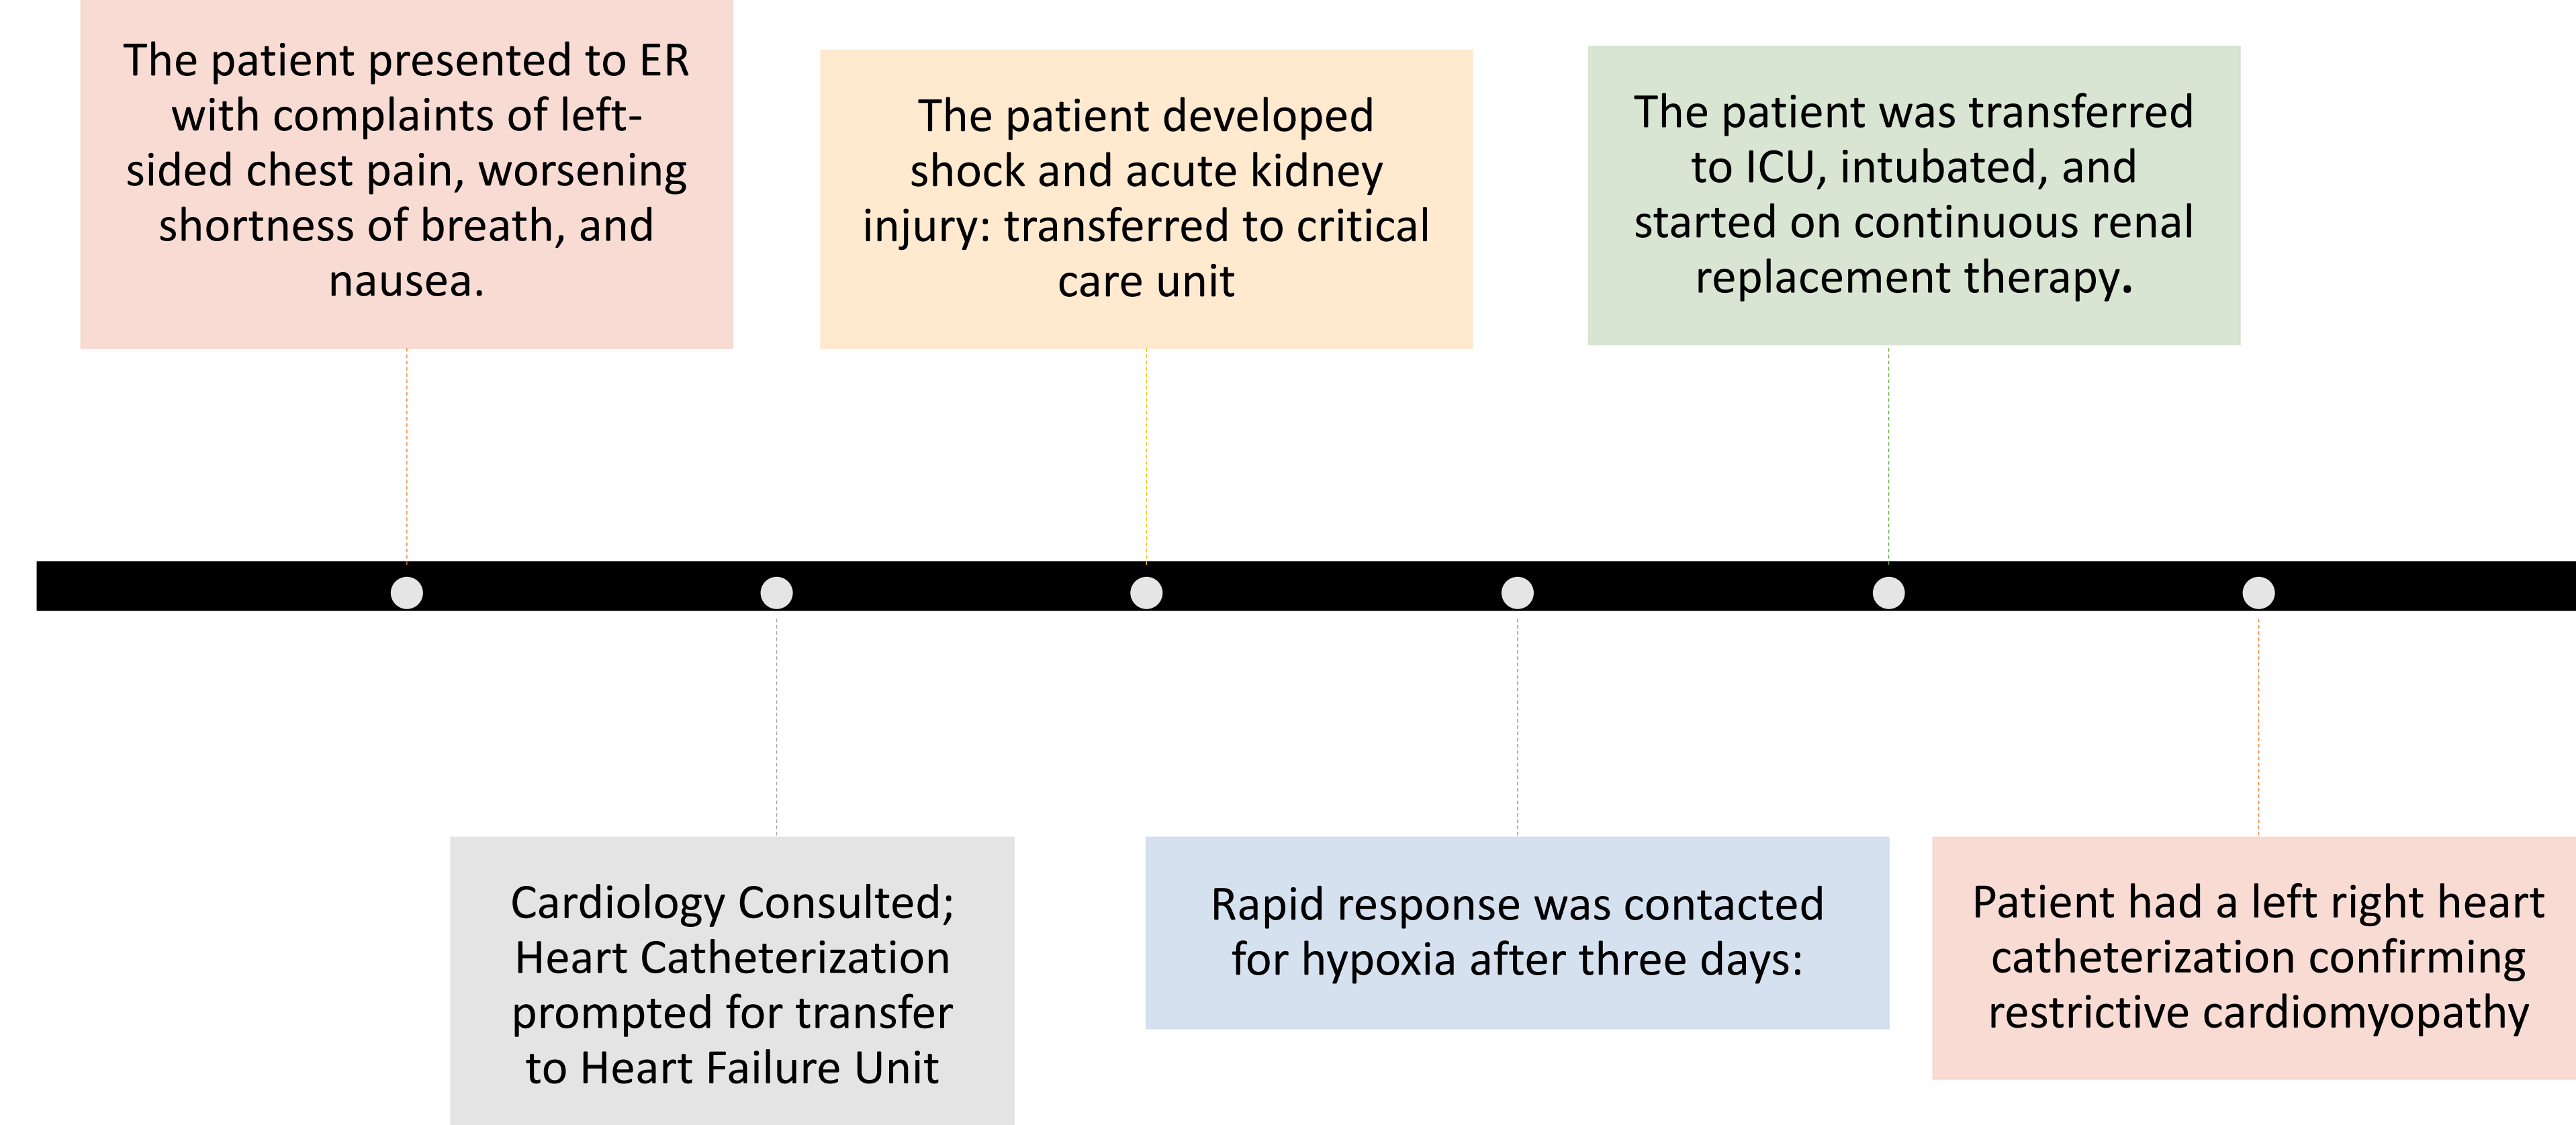 The patient presented to ER
with complaints of left-
sided chest pain, worsening
shortness of breath, and
nausea.
The patient developed
shock and acute kidney
injury: transferred to critical
care unit
The patient was transferred
to ICU, intubated, and
started on continuous renal
replacement therapy.
Cardiology Consulted;
Heart Catheterization
prompted for transfer
to Heart Failure Unit
Rapid response was contacted
for hypoxia after three days:
Patient had a left right heart
catheterization confirming
restrictive cardiomyopathy